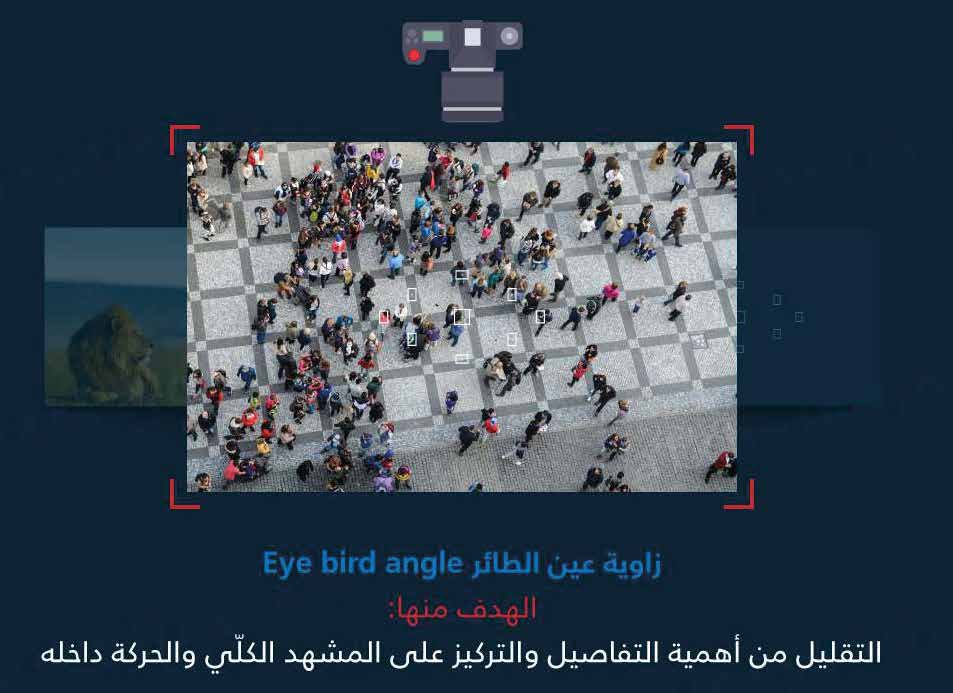 زاوية عين الطائر Eye bird angle
الهدف منها:
التقليل من أهمية التفاصيل والتركيز على المشهد الكلّي والحركة داخله